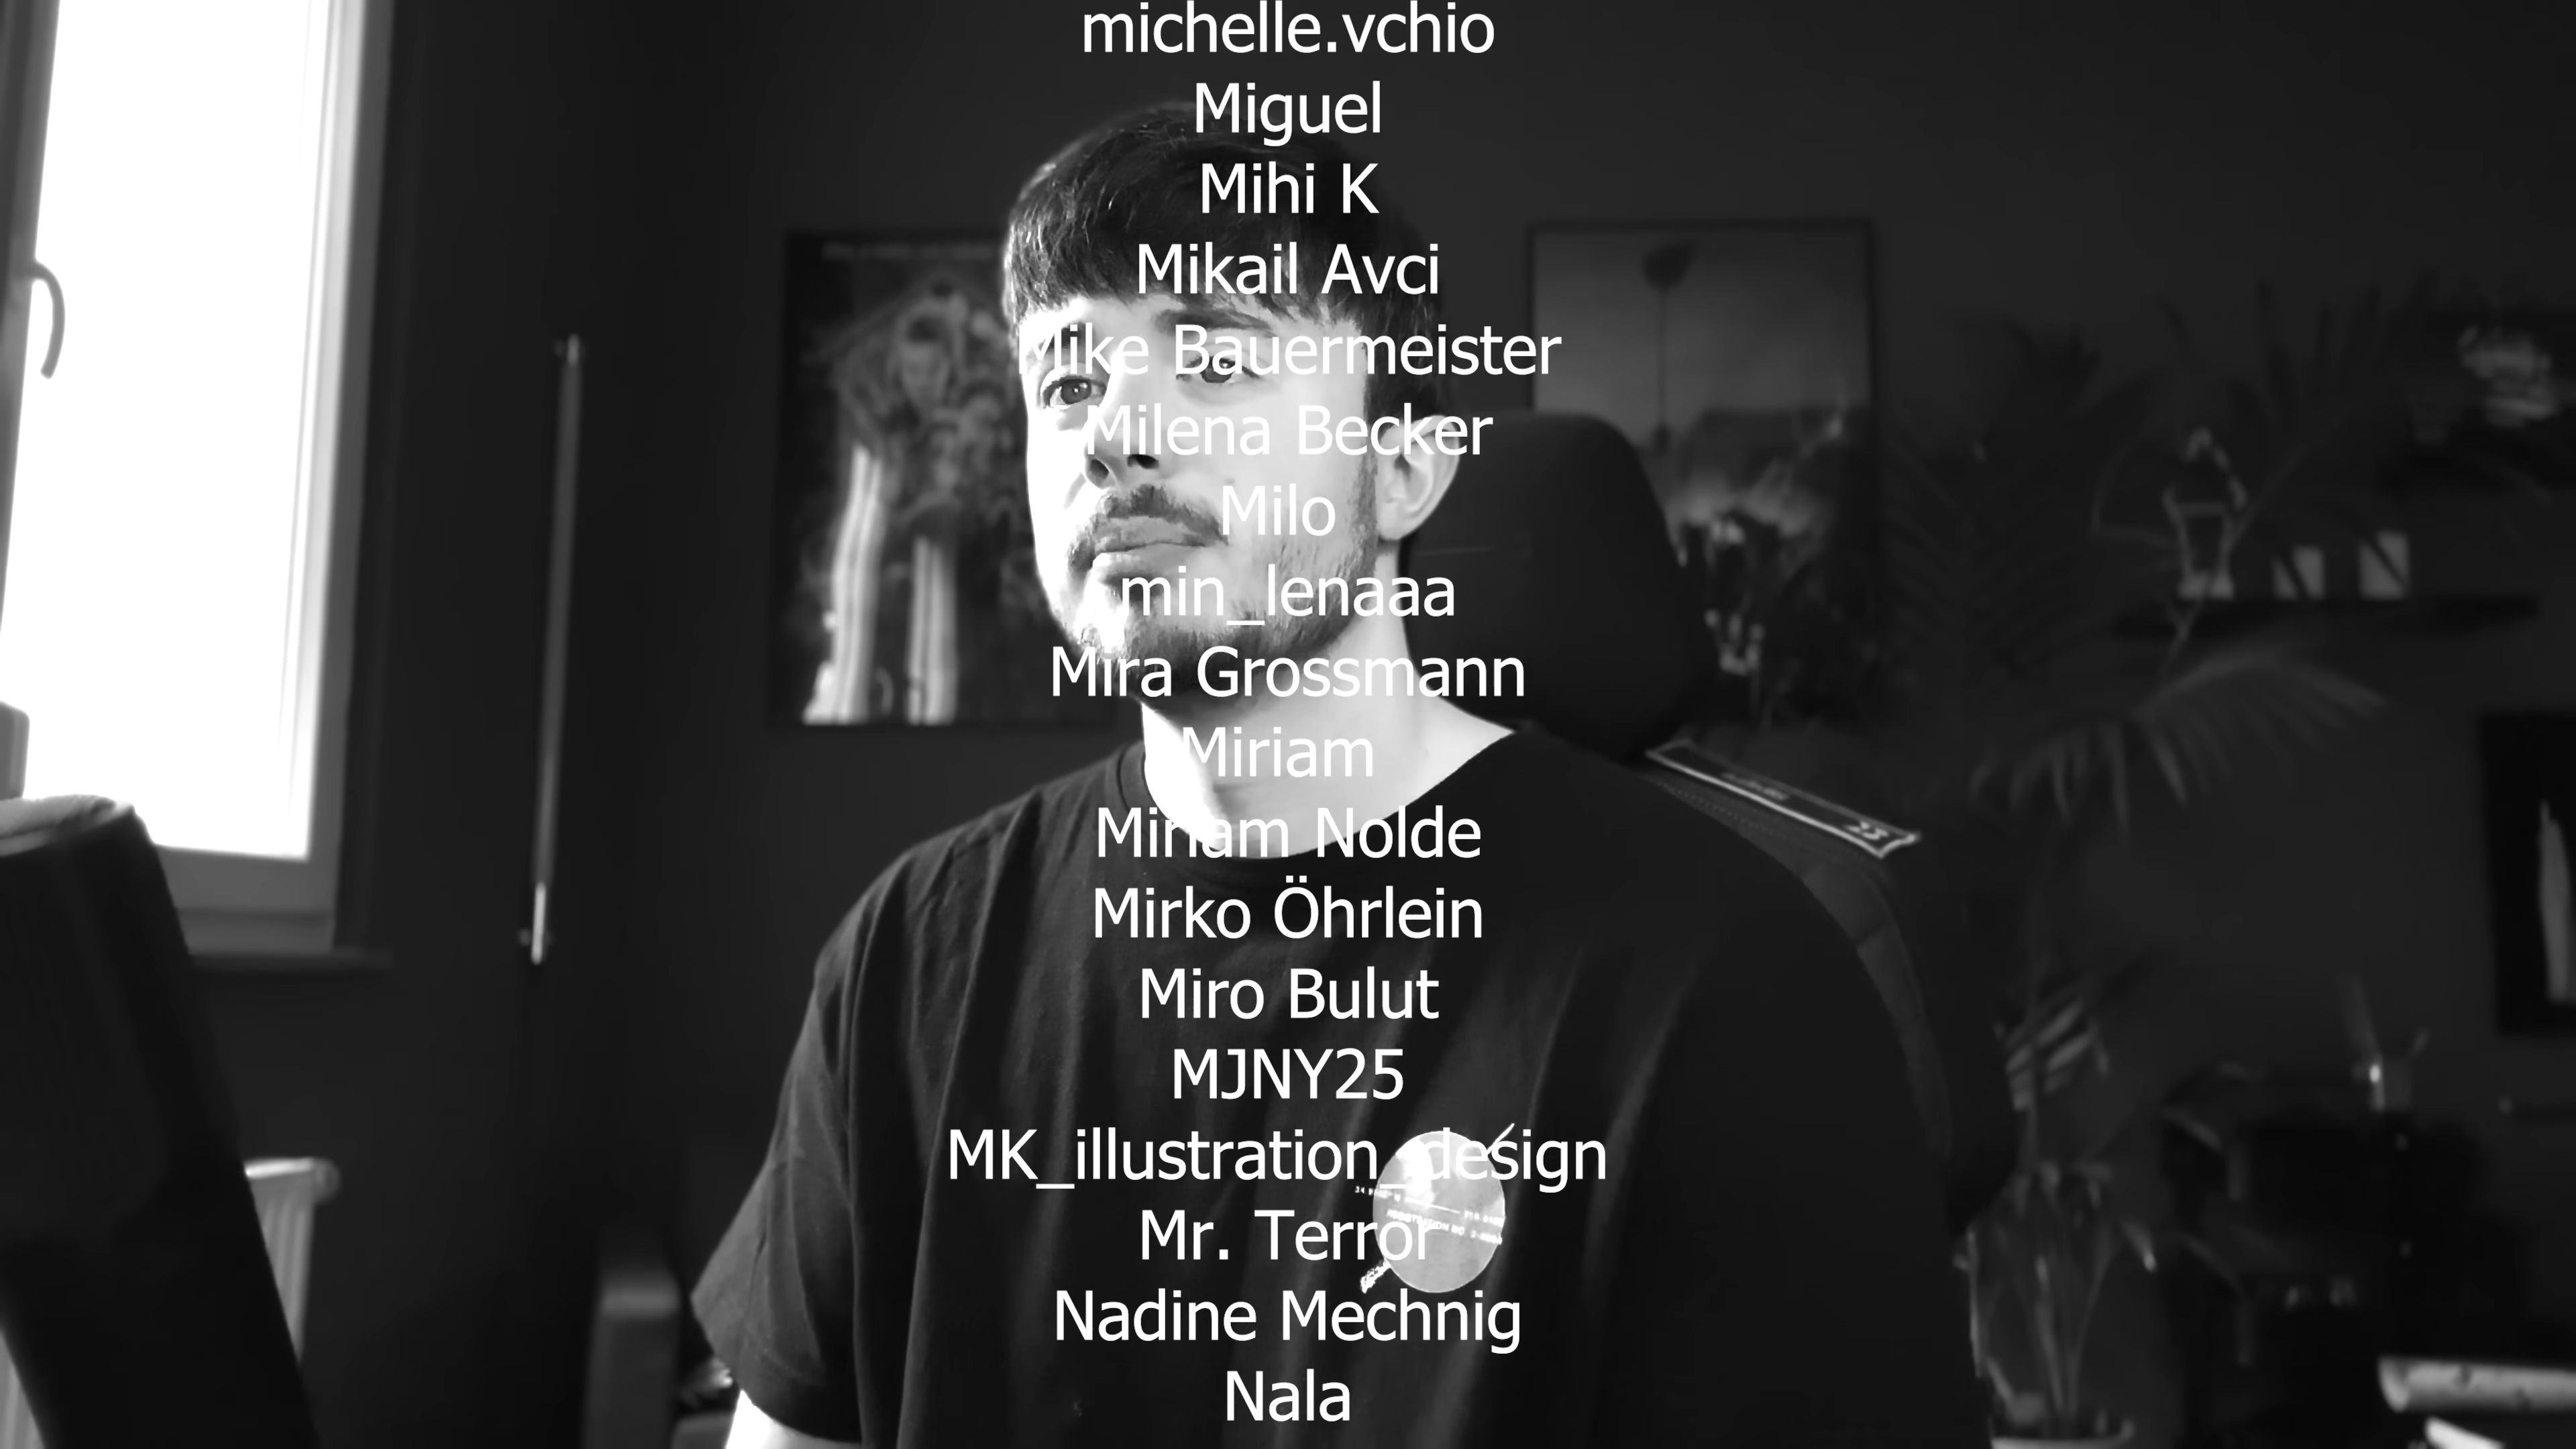 michelle.vchio
Miguel
Mihi K
Mikail Avci
Mike Bauermeister
Milena Becker
Milo
min_lenaaa
Mira Grossmann
Miriam
Miriam Nolde
Mirko Öhrlein
Miro Bulut
MJNY25
MK_illustration_design
Mr. Terror
Nadine Mechnig
Nala